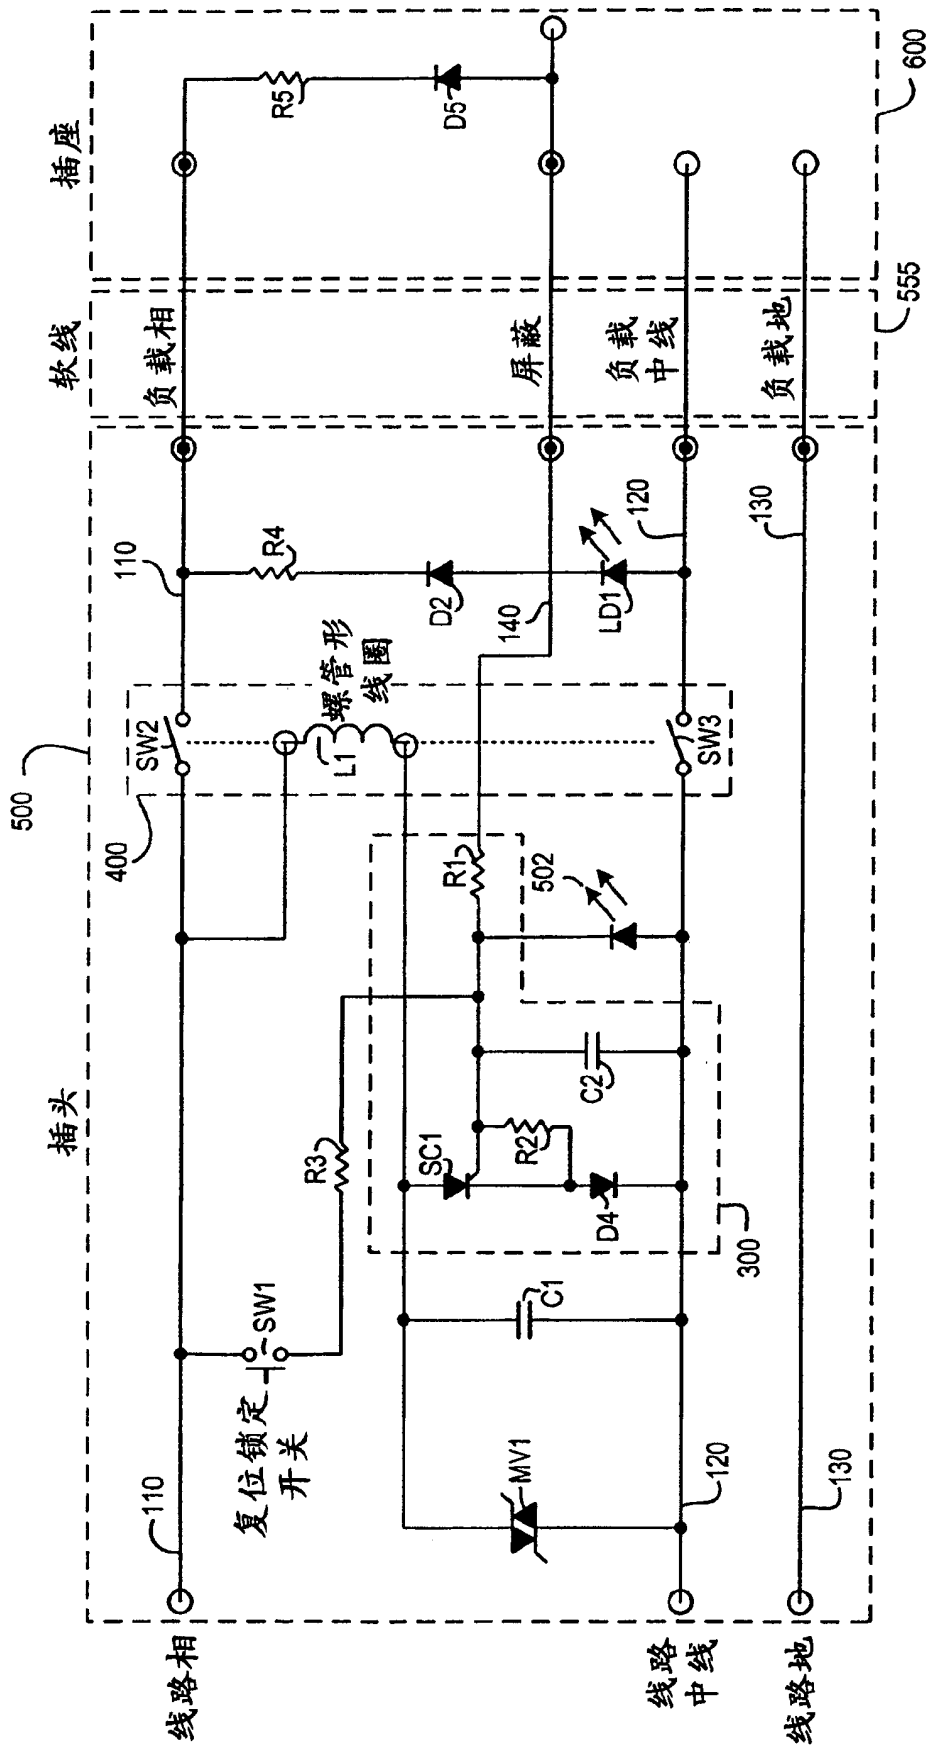 插头
软线
插座
500
555
600
线路相
110
复位锁定
开关
SW1
R3
400
SW2
螺管形
线圈
L1
110
R4
D2
140
LD1
120
负载相
屏蔽
负载
中线
负载地
R5
D5
MV1
C1
SC1
R2
D4
C2
300
R1
502
SW3
线路
中线
120
线路地
130
130